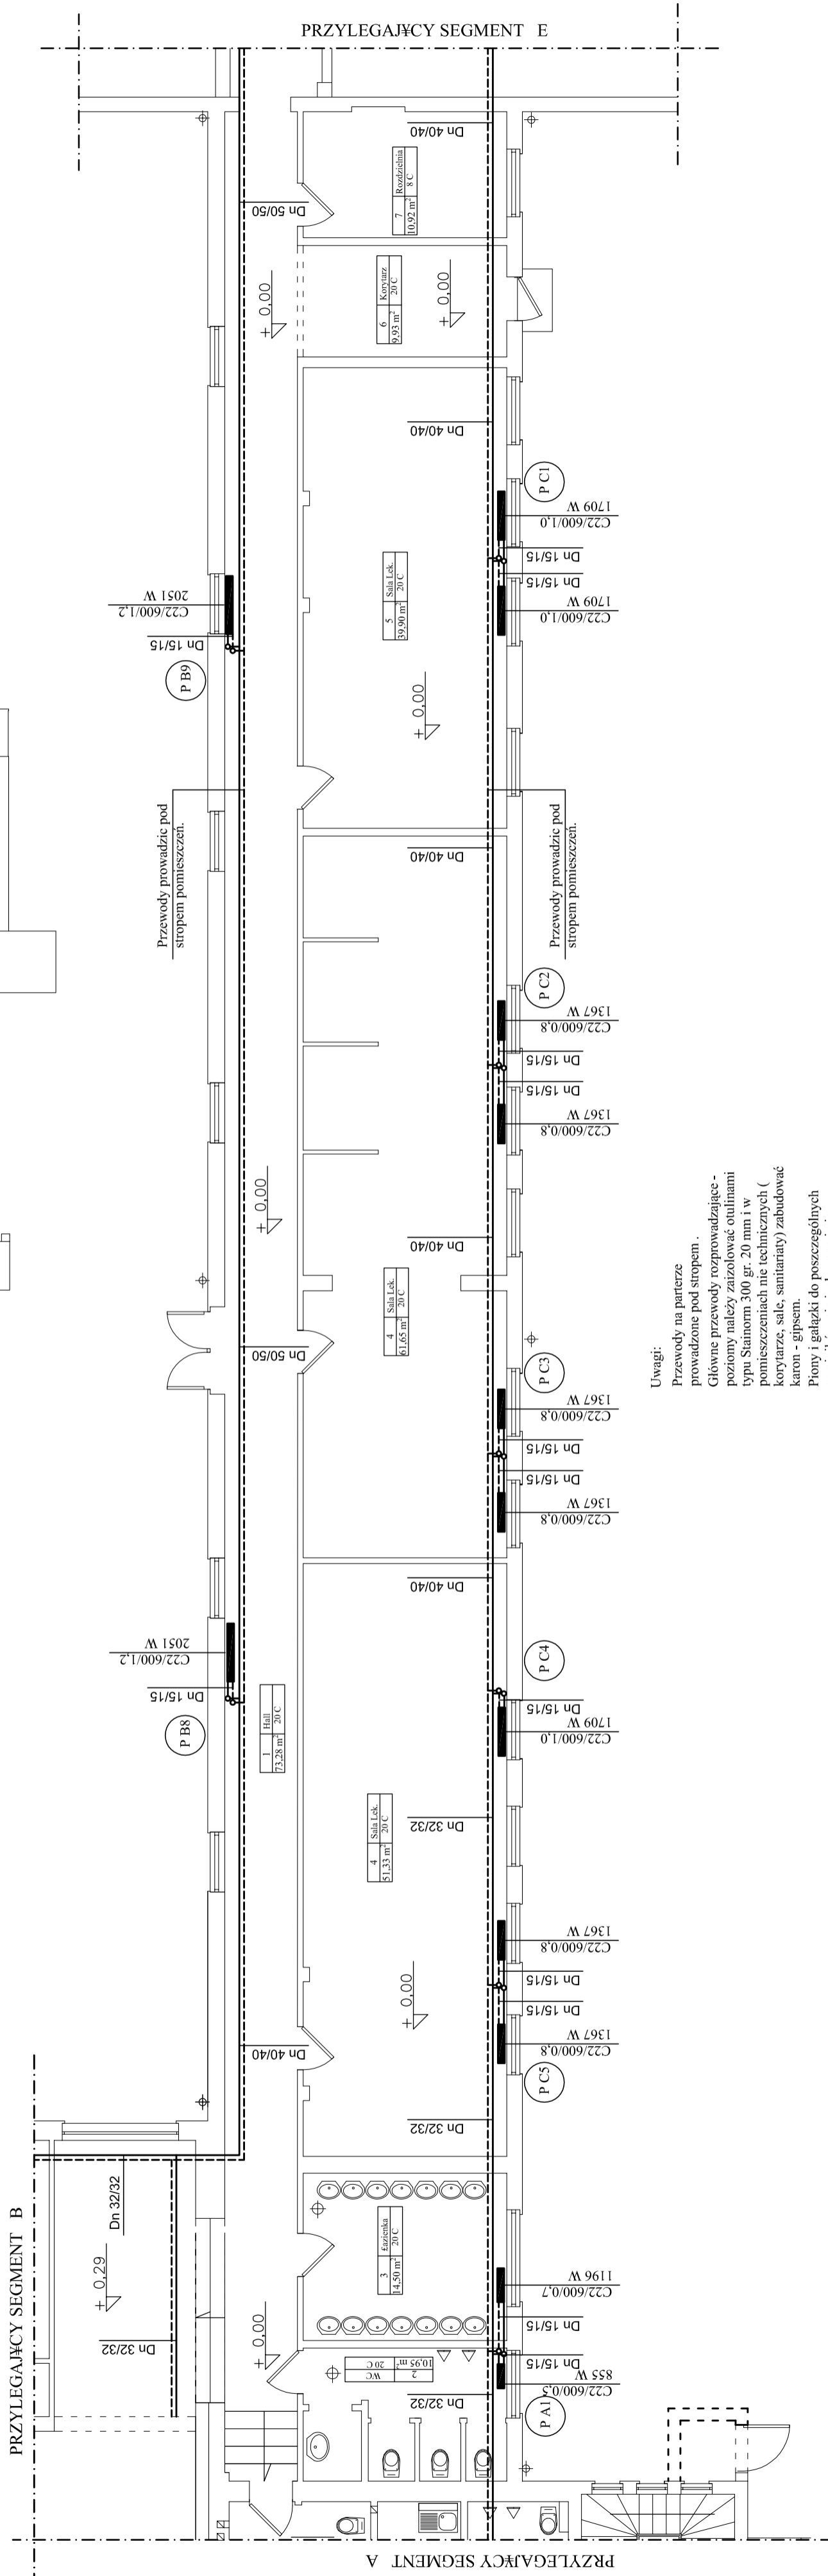 PRZYLEGAJ¥CY SEGMENT E
Dn 40/40
Dn 50/50
7 Rozdzielnia
10,92 m² 8 C
6 Korytarz
9,93 m² 20 C
+ 0,00
+ 0,00
Dn 40/40
P C1
1709 W
C22/600/1,0
Dn 15/15
Dn 15/15
1709 W
C22/600/1,0
5 Sala Lek.
39,90 m² 20 C
2051 W
C22/600/1,2
Dn 15/15
P B9
+ 0,00
Przewody prowadzic pod
stropem pomieszczeń.
Przewody prowadzic pod
stropem pomieszczeń.
Dn 40/40
P C2
1367 W
C22/600/0,8
Dn 15/15
Dn 15/15
1367 W
C22/600/0,8
+ 0,00
Dn 40/40
4 Sala Lek.
61,65 m² 20 C
Dn 50/50
P C3
1367 W
C22/600/0,8
Dn 15/15
Dn 15/15
1367 W
C22/600/0,8
Uwagi:
Przewody na parterze
prowadzone pod stropem .
Główne przewody rozprowadzające -
poziomy należy zaizolować otulinami
typu Stainorm 300 gr. 20 mm i w
pomieszczeniach nie technicznych (
korytarze, sale, sanitariaty) zabudować
karon - gipsem.
Piony i gałązki do poszczególnych
Dn 40/40
2051 W
C22/600/1,2
Dn 15/15
P B8
1 Hall
73,28 m² 20 C
P C4
Dn 15/15
1709 W
C22/600/1,0
Dn 32/32
4 Sala Lek.
51,33 m² 20 C
1367 W
C22/600/0,8
Dn 15/15
Dn 15/15
1367 W
C22/600/0,8
P C5
+ 0,00
Dn 40/40
Dn 32/32
PRZYLEGAJ¥CY SEGMENT B
Dn 32/32
+ 0,29
Dn 32/32
3 £azienka
14,50 m² 20 C
1196 W
C22/600/0,7
Dn 15/15
+ 0,00
2 WC
10,95 m² 20 C
Dn 15/15
855 W
C22/600/0,5
P A1
Dn 32/32
PRZYLEGAJ¥CY SEGMENT A